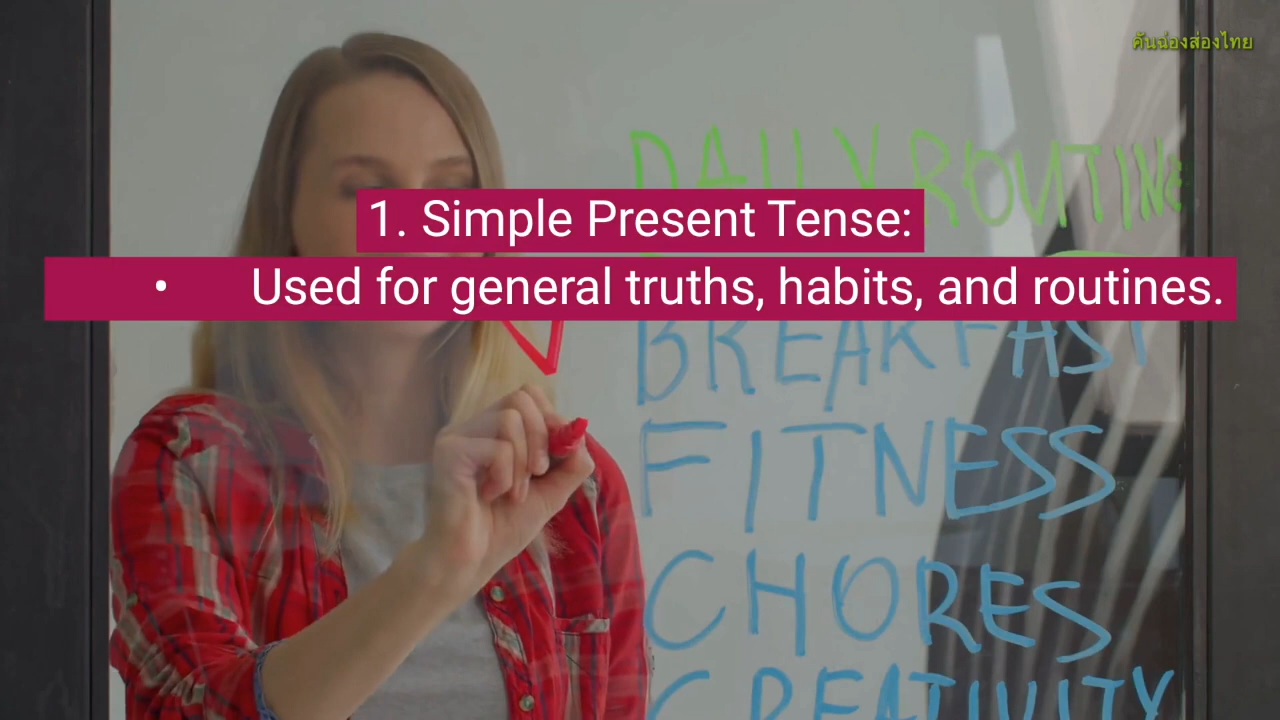 คันฉ่องส่องไทย
DAILY ROUTINE
1. Simple Present Tense:
• Used for general truths, habits, and routines.
BREAKFAST
FITNESS
CHORES
CREATIVITY